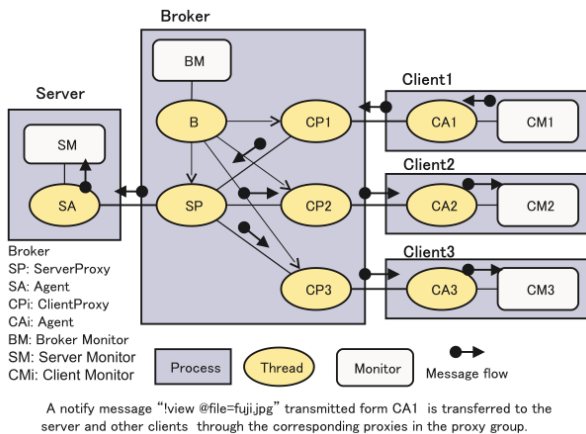 Broker
BM
Server
SM
SA
B
SP
CP1
CP2
CP3
Client1
CA1
CM1
Client2
CA2
CM2
Client3
CA3
CM3
Broker
SP: ServerProxy
SA: Agent
CPi: ClientProxy
CAi: Agent
BM: Broker Monitor
SM: Server Monitor
CMi: Client Monitor
Process
Thread
Monitor
Message flow
A notify message "!view @file=fuji.jpg" transmitted form CA1 is transferred to the
server and other clients through the corresponding proxies in the proxy group.